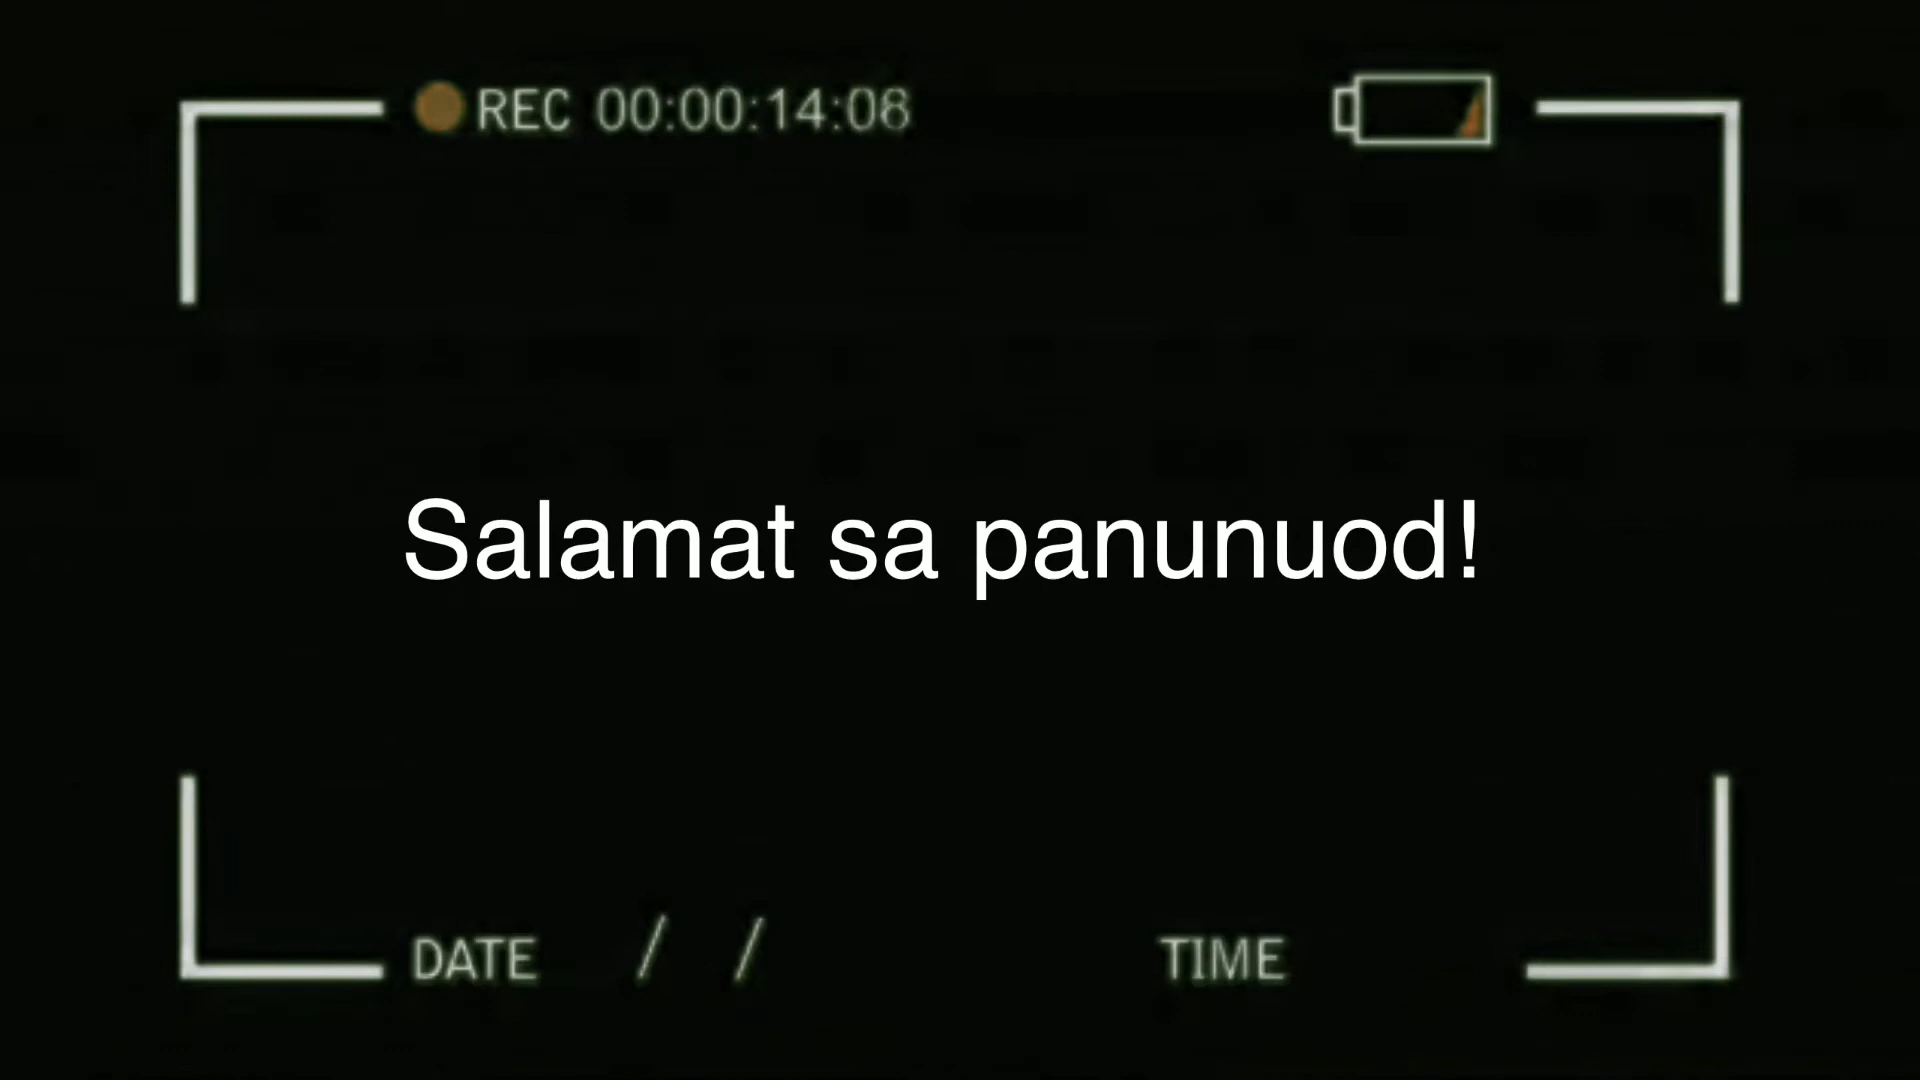 REC 00:00:14:08
Salamat sa panunuod!
DATE / /
TIME